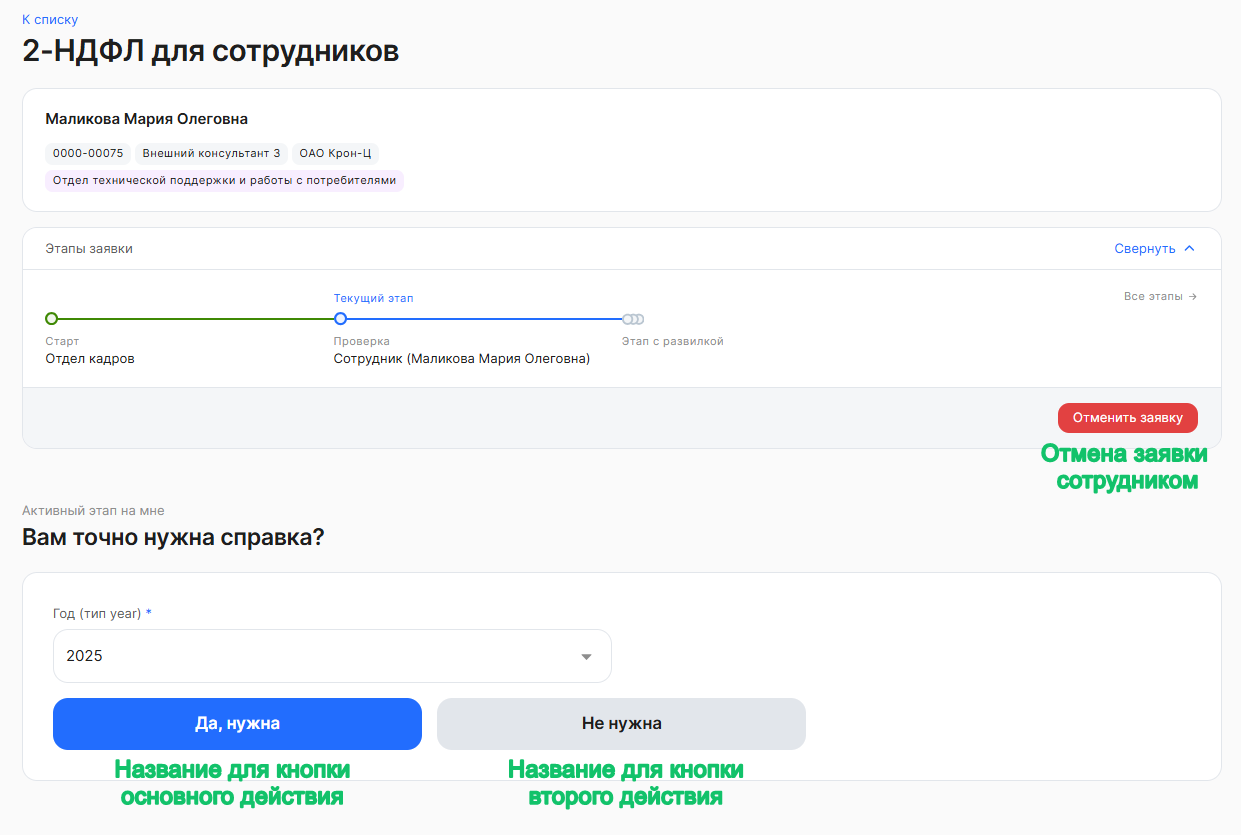 К списку
2-НДФЛ для сотрудников
Маликова Мария Олеговна
0000-00075 Внешний консультант 3 ОАО Крон-Ц
Отдел технической поддержки и работы с потребителями
Этапы заявки Свернуть
Текущий этап Все этапы →
Старт Проверка Этап с развилкой
Отдел кадров Сотрудник (Маликова Мария Олеговна)
Отменить заявку
Отмена заявки
сотрудником
Активный этап на мне
Вам точно нужна справка?
Год (тип year) *
2025
Да, нужна Не нужна
Название для кнопки Название для кнопки
основного действия второго действия